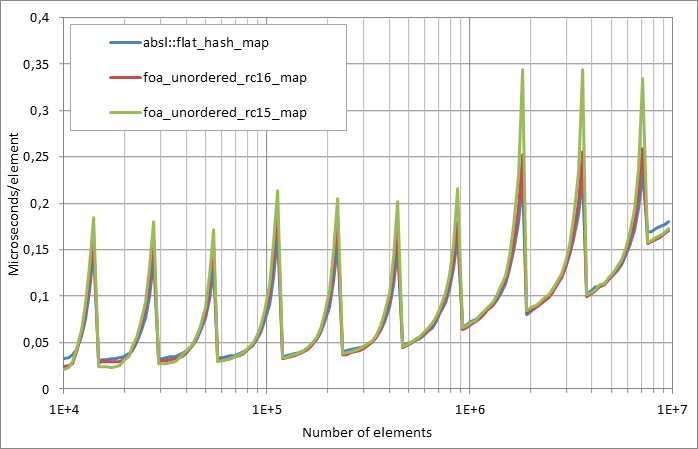 0,4
0,35
0,3
0,25
0,2
0,15
0,1
0,05
0
Microseconds/element
absl::flat_hash_map
foa_unordered_rc16_map
foa_unordered_rc15_map
1E+4 1E+5 1E+6 1E+7
Number of elements